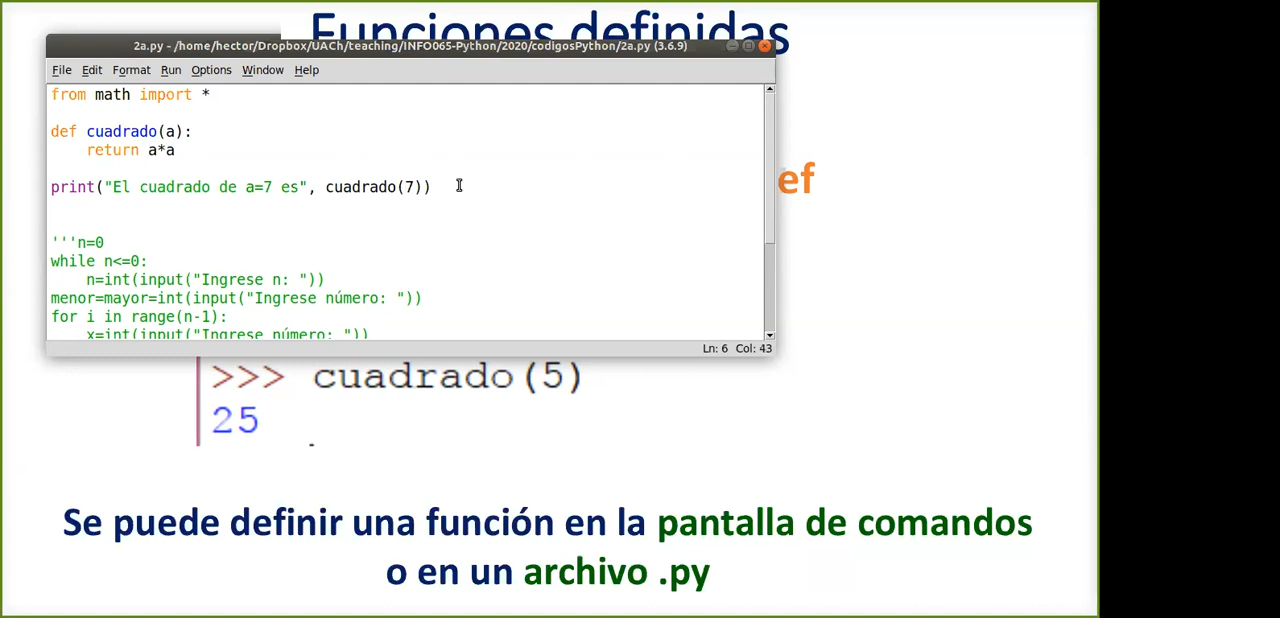 Funciones definidas
2a.py - /home/hector/Dropbox/UACh/teaching/INFO065-Python/2020/codigosPython/2a.py (3.6.9)
File Edit Format Run Options Window Help
from math import *
def cuadrado(a):
    return a*a
ef
print("El cuadrado de a=7 es", cuadrado(7))
'''n=0
while n<=0:
    n=int(input("Ingrese n: "))
menor=mayor=int(input("Ingrese número: "))
for i in range(n-1):
    x=int(input("Ingrese número: "))
Ln: 6 Col: 43
>>> cuadrado(5)
25
Se puede definir una función en la pantalla de comandos
o en un archivo .py